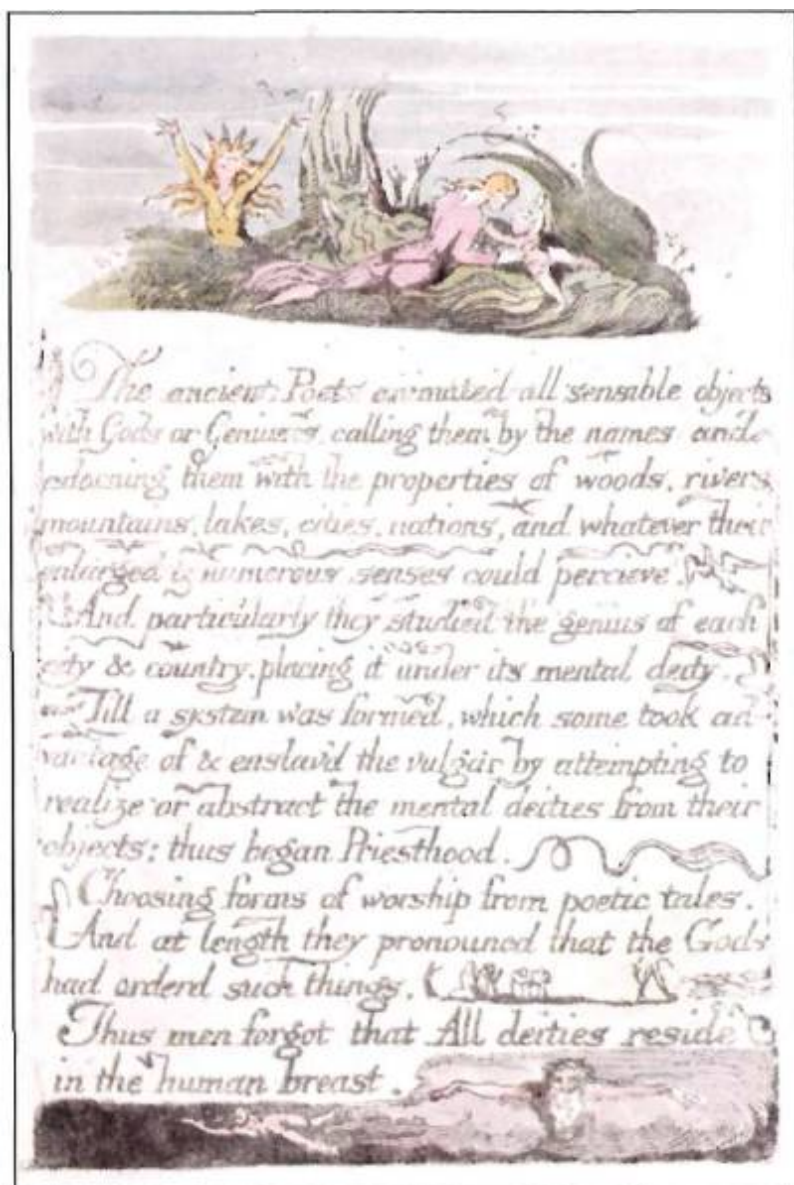 The ancient Poets animated all sensible objects
with Gods or Geniuses, calling them by the names and
adorning them with the properties of woods, rivers,
mountains, lakes, cities, nations, and whatever their
enlarged & numerous senses could percieve.
And particularly they studied the genius of each
city & country, placing it under its mental deity.
Till a system was formed, which some took ad-
vantage of & enslav'd the vulgar by attempting to
realize or abstract the mental deities from their
objects: thus began Priesthood.
Choosing forms of worship from poetic tales.
And at length they pronounced that the Gods
had orderd such things.
Thus men forgot that All deities reside
in the human breast.